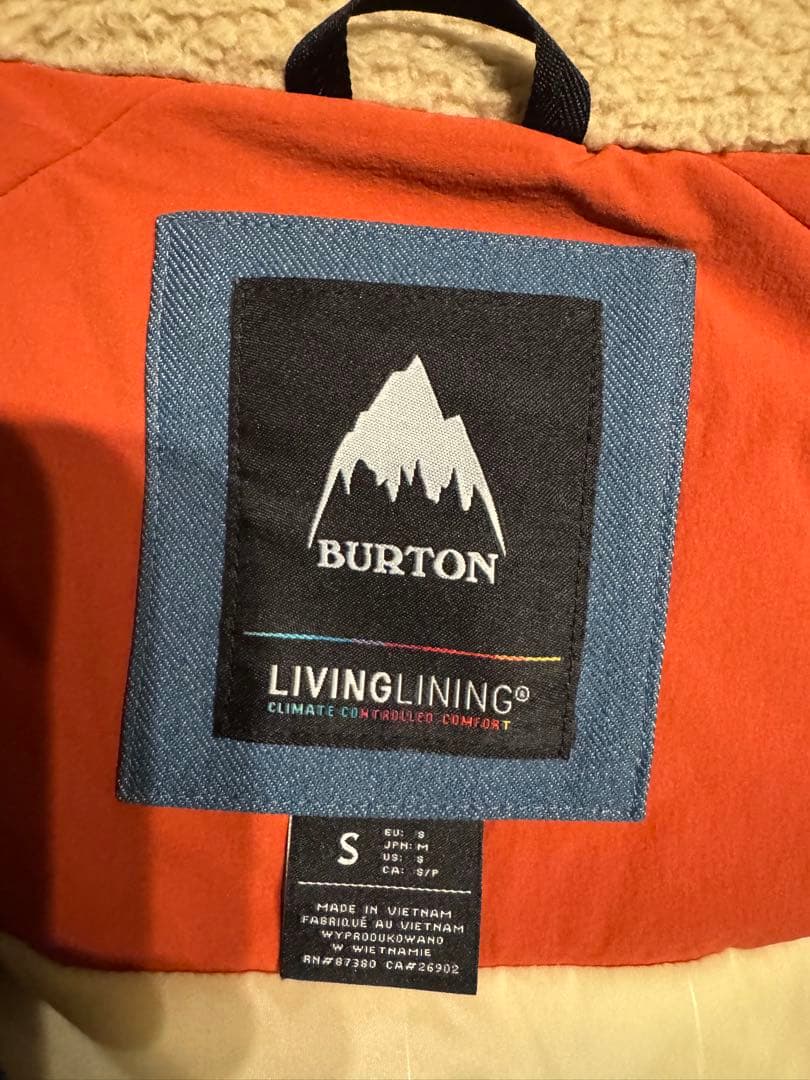 BURTON
LIVINGLINING®
CLIMATE CONTROLLED COMFORT
S
EU: S
JPN: M
US: S
CA: S/P
MADE IN VIETNAM
FABRIQUÉ AU VIETNAM
WYPRODUKOWANO
W WIETNAMIE
RN#87380 CA#26902